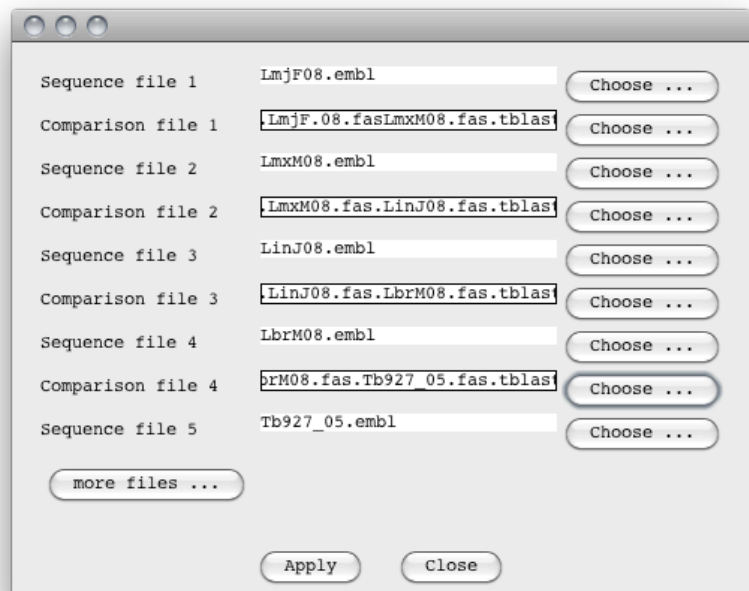 Sequence file 1 LmjF08.embl Choose ...
Comparison file 1 .LmjF.08.fasLmxM08.fas.tblast Choose ...
Sequence file 2 LmxM08.embl Choose ...
Comparison file 2 .LmxM08.fas.LinJ08.fas.tblast Choose ...
Sequence file 3 LinJ08.embl Choose ...
Comparison file 3 .LinJ08.fas.LbrM08.fas.tblast Choose ...
Sequence file 4 LbrM08.embl Choose ...
Comparison file 4 brM08.fas.Tb927_05.fas.tblast Choose ...
Sequence file 5 Tb927_05.embl Choose ...
more files ...
Apply Close